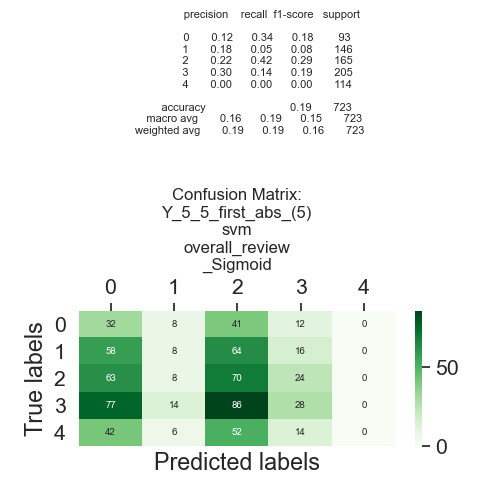 precision recall f1-score support
0 0.12 0.34 0.18 93
1 0.18 0.05 0.08 146
2 0.22 0.42 0.29 165
3 0.30 0.14 0.19 205
4 0.00 0.00 0.00 114
accuracy 0.19 723
macro avg 0.16 0.19 0.15 723
weighted avg 0.19 0.19 0.16 723
Confusion Matrix:
Y_5_5_first_abs_(5)
svm
overall_review
_Sigmoid
0 1 2 3 4
0 32 8 41 12 0
1 58 8 64 16 0
2 63 8 70 24 0
3 77 14 86 28 0
4 42 6 52 14 0
True labels
Predicted labels
50
0